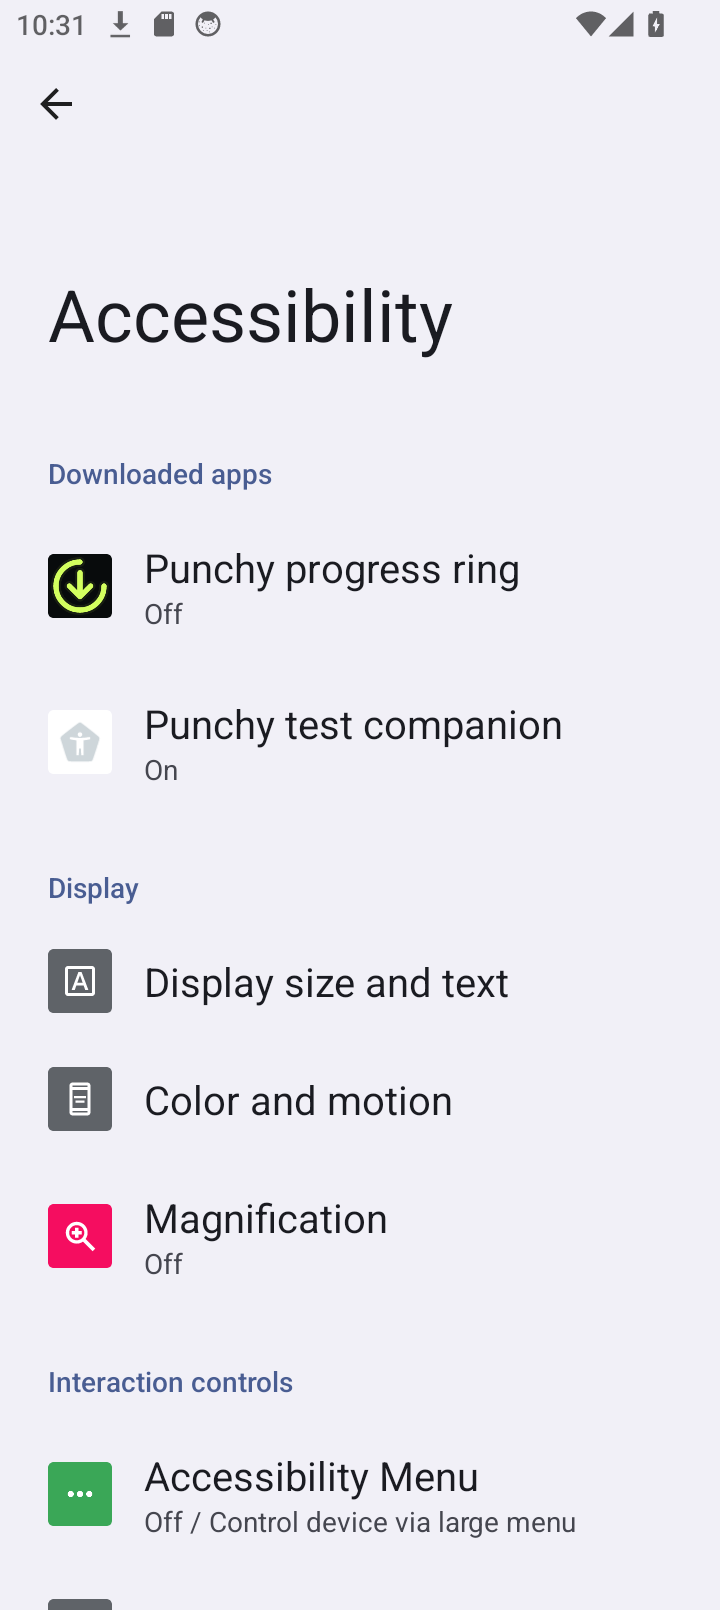 10:31
Accessibility
Downloaded apps
Punchy progress ring
Off
Punchy test companion
On
Display
Display size and text
Color and motion
Magnification
Off
Interaction controls
Accessibility Menu
Off / Control device via large menu